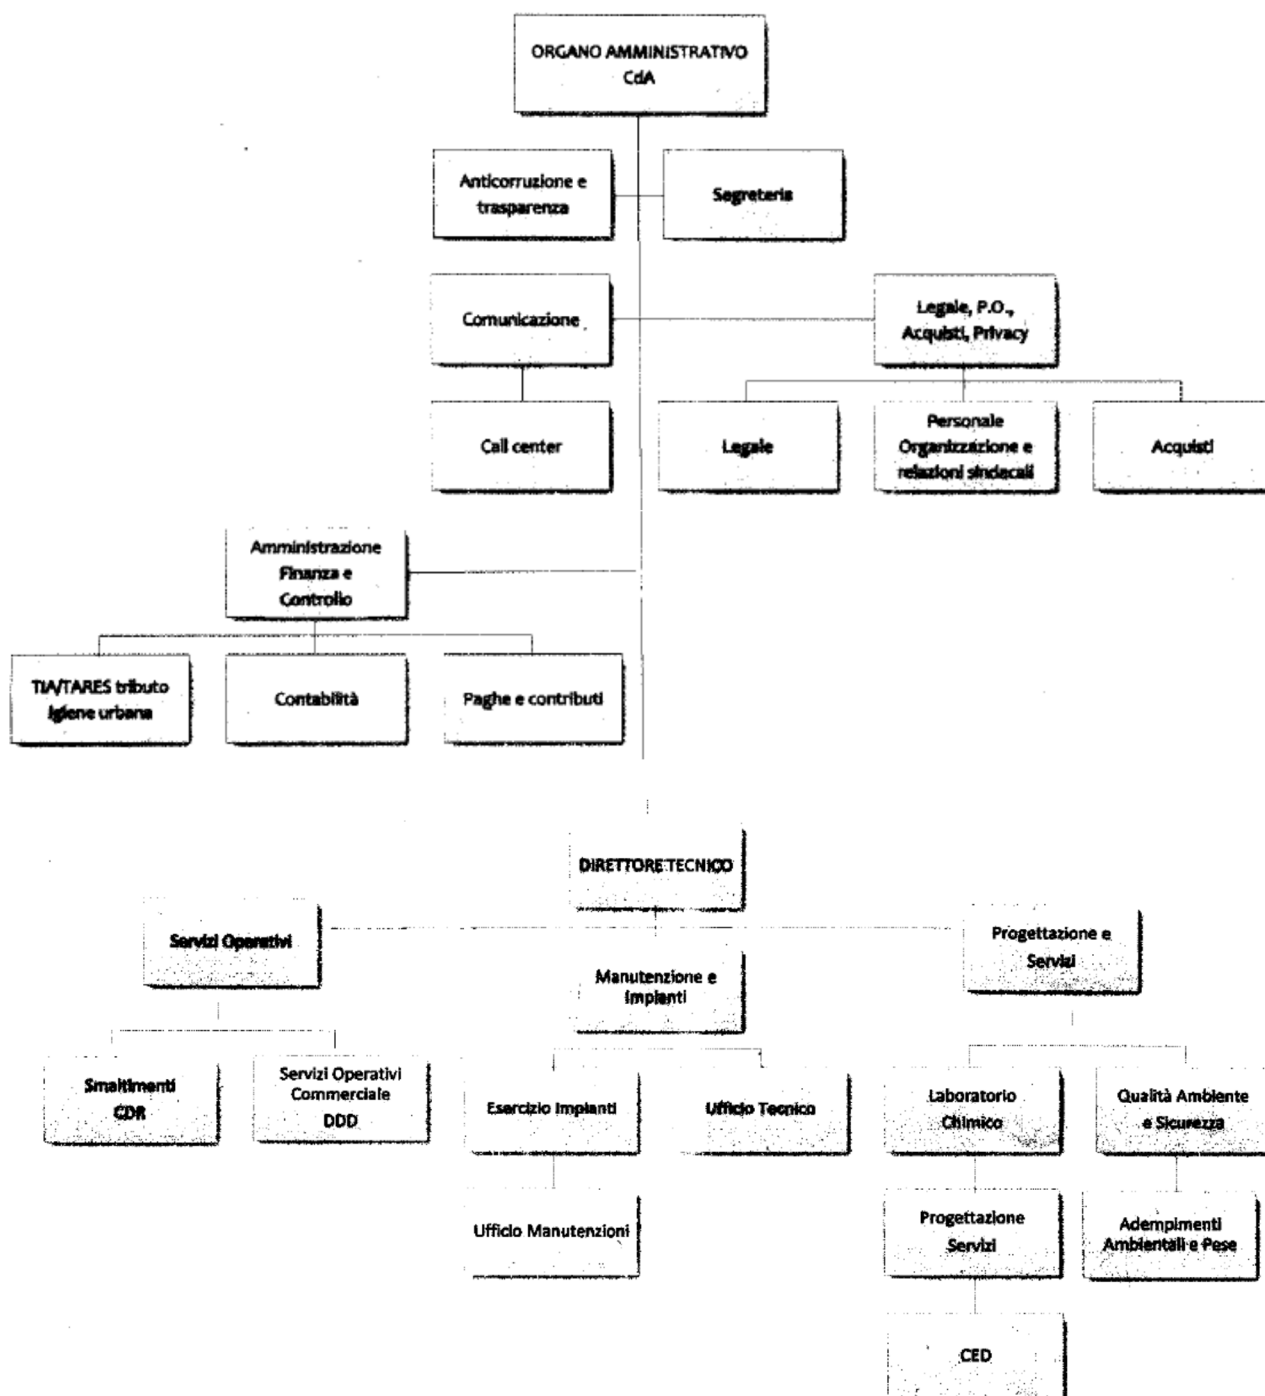 ORGANO AMMINISTRATIVO
CdA
Anticorruzione e
trasparenza
Segreteria
Comunicazione
Legale, P.O.,
Acquisti, Privacy
Call center
Legale
Personale
Organizzazione e
relazioni sindacali
Acquisti
Amministrazione
Finanza e
Controllo
TIA/TARES tributo
igiene urbana
Contabilità
Paghe e contributi
DIRETTORE TECNICO
Servizi Operativi
Manutenzione e
Impianti
Progettazione e
Servizi
Smaltimenti
CDR
Servizi Operativi
Commerciale
DDD
Esercizio Impianti
Ufficio Tecnico
Laboratorio
Chimico
Qualità Ambiente
e Sicurezza
Ufficio Manutenzioni
Progettazione
Servizi
Adempimenti
Ambientali e Pese
CED